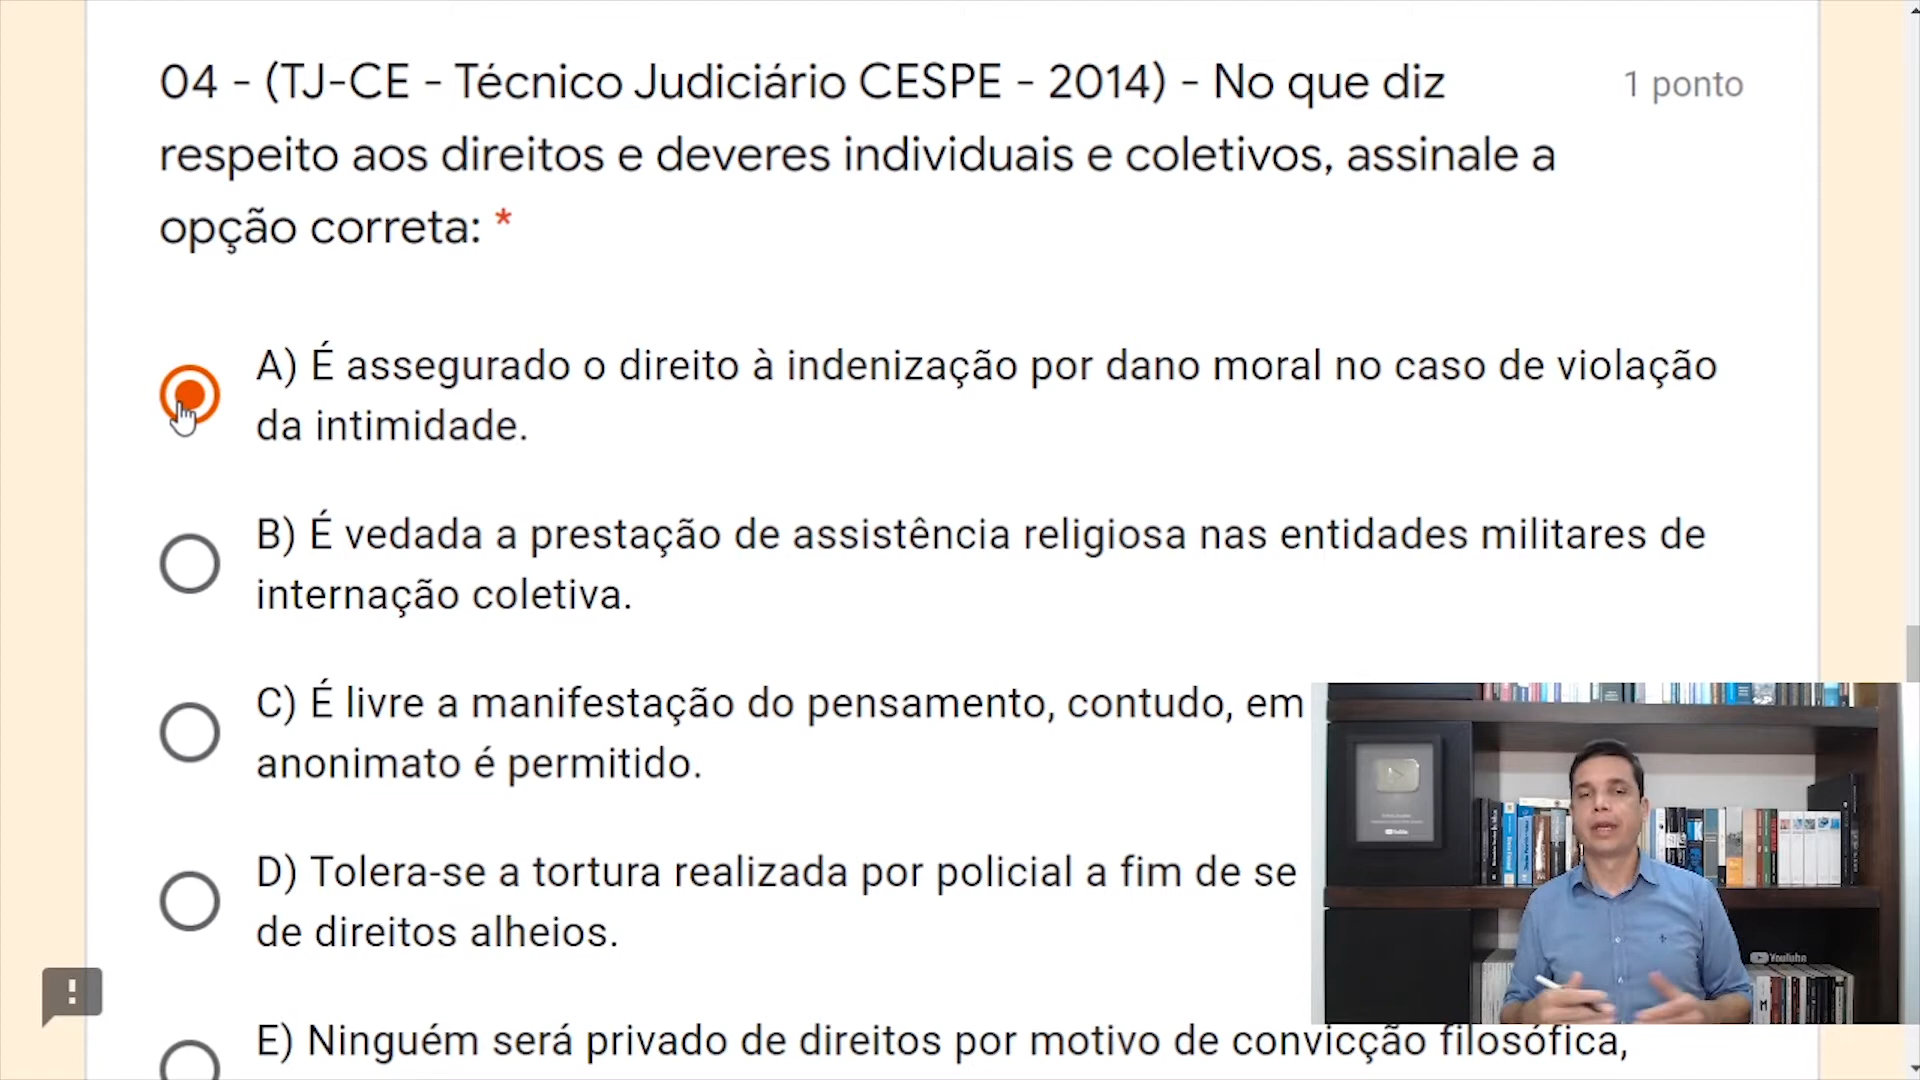 04 - (TJ-CE - Técnico Judiciário CESPE - 2014) - No que diz
1 ponto
respeito aos direitos e deveres individuais e coletivos, assinale a
opção correta: *
A) É assegurado o direito à indenização por dano moral no caso de violação
da intimidade.
B) É vedada a prestação de assistência religiosa nas entidades militares de
internação coletiva.
C) É livre a manifestação do pensamento, contudo, em
anonimato é permitido.
D) Tolera-se a tortura realizada por policial a fim de se
de direitos alheios.
E) Ninguém será privado de direitos por motivo de convicção filosófica,
YouTube